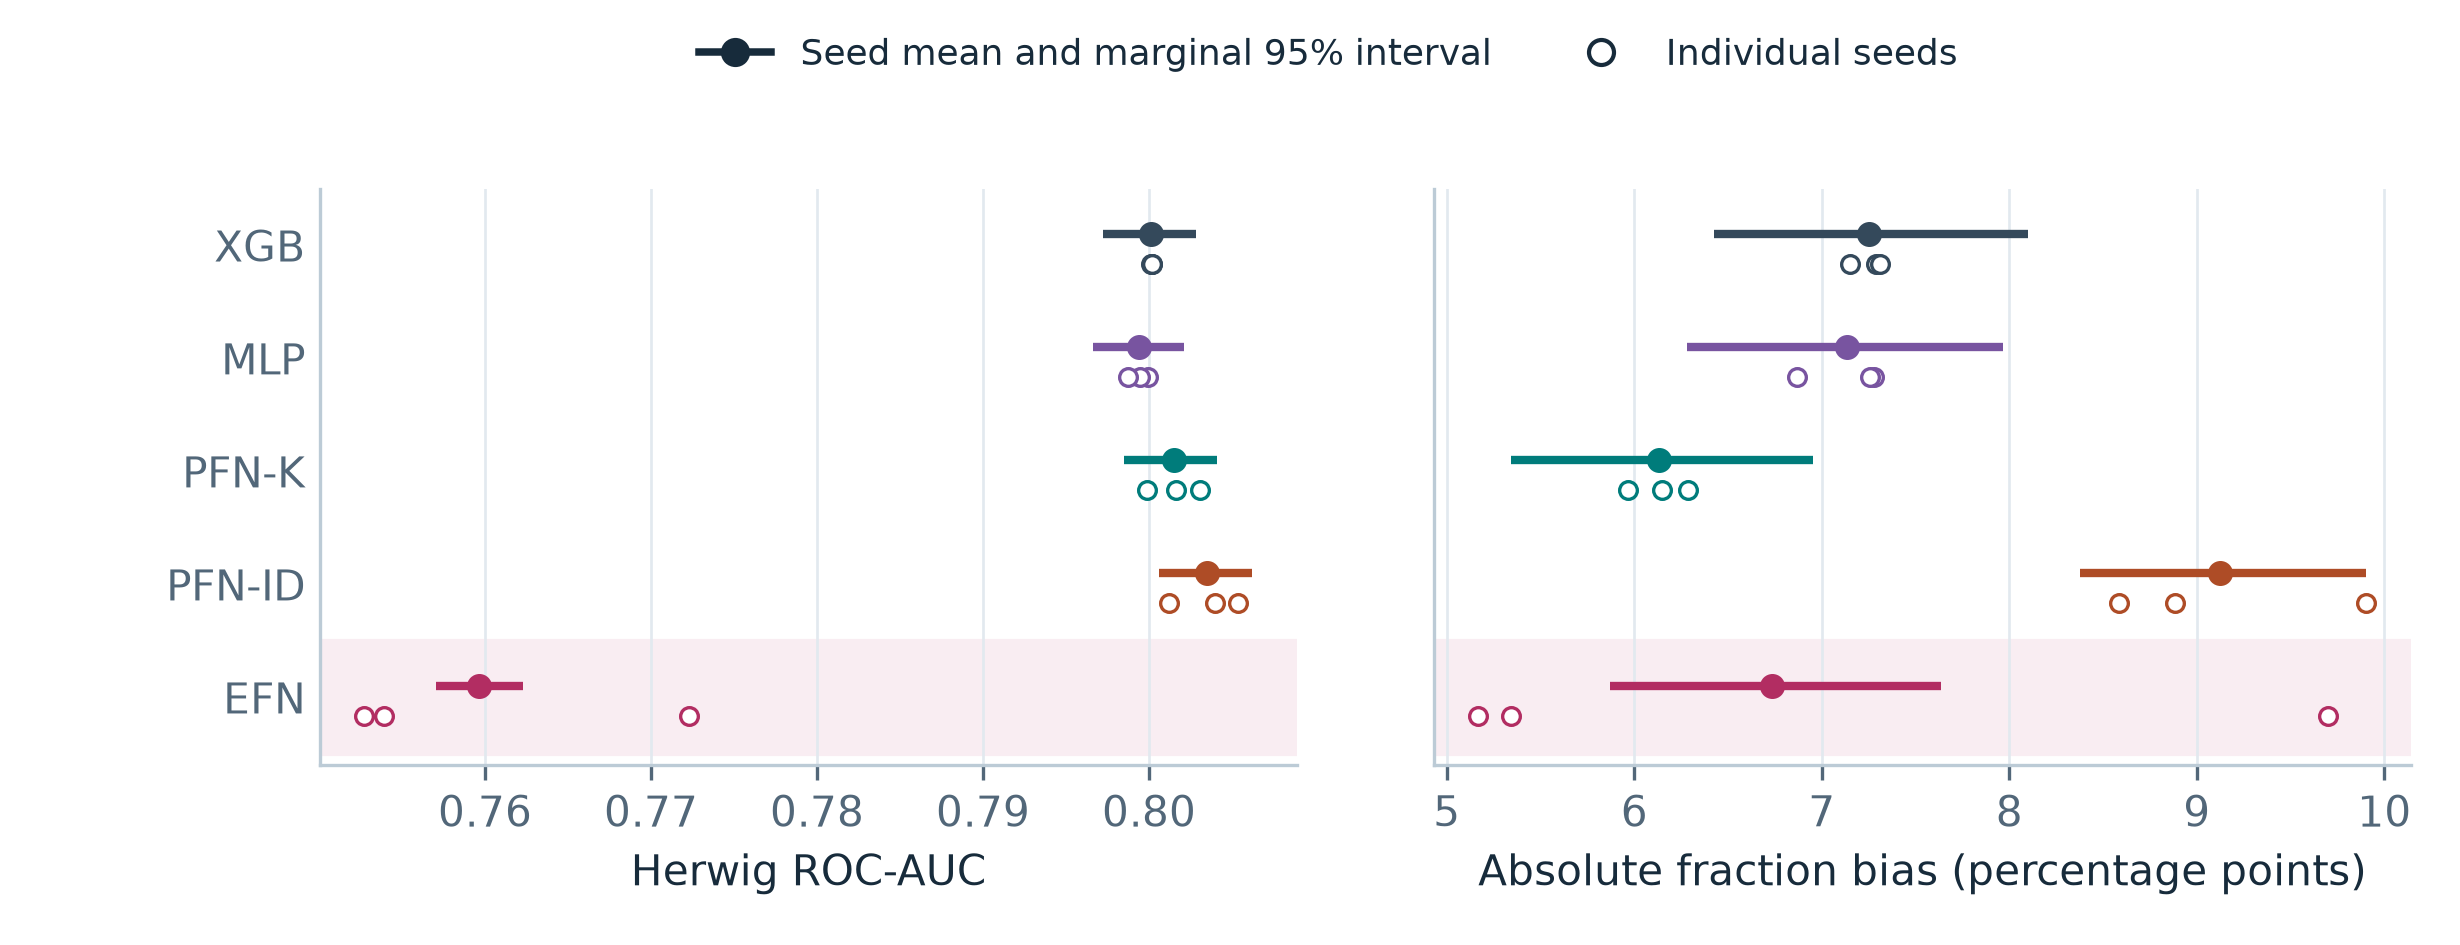 Seed mean and marginal 95% interval
Individual seeds
XGB
MLP
PFN-K
PFN-ID
EFN
0.76 0.77 0.78 0.79 0.80
Herwig ROC-AUC
5 6 7 8 9 10
Absolute fraction bias (percentage points)